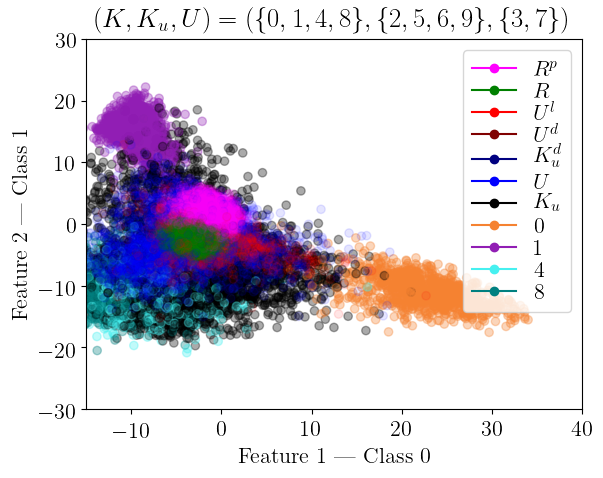 (K, K_u, U) = ({0, 1, 4, 8}, {2, 5, 6, 9}, {3, 7})
30
20
10
0
−10
−20
−30
Feature 2 — Class 1
R^p
R
U^l
U^d
K_u^d
U
K_u
0
1
4
8
−10
0
10
20
30
40
Feature 1 — Class 0